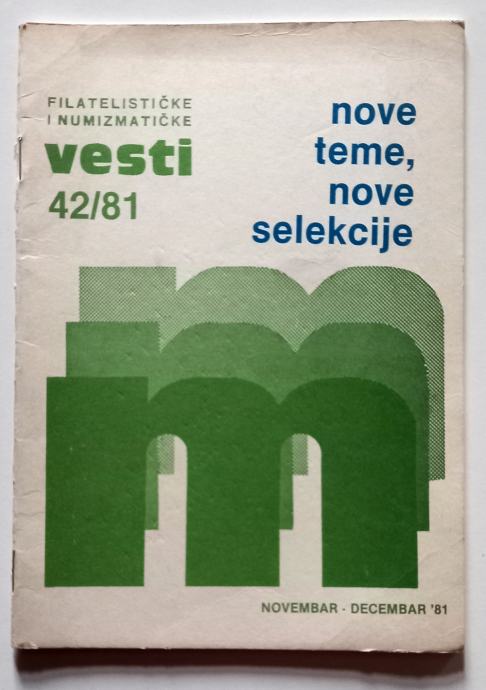 FILATELISTIČKE
I NUMIZMATIČKE
vesti
42/81
nove
teme,
nove
selekcije
m
m
m
NOVEMBAR - DECEMBAR '81